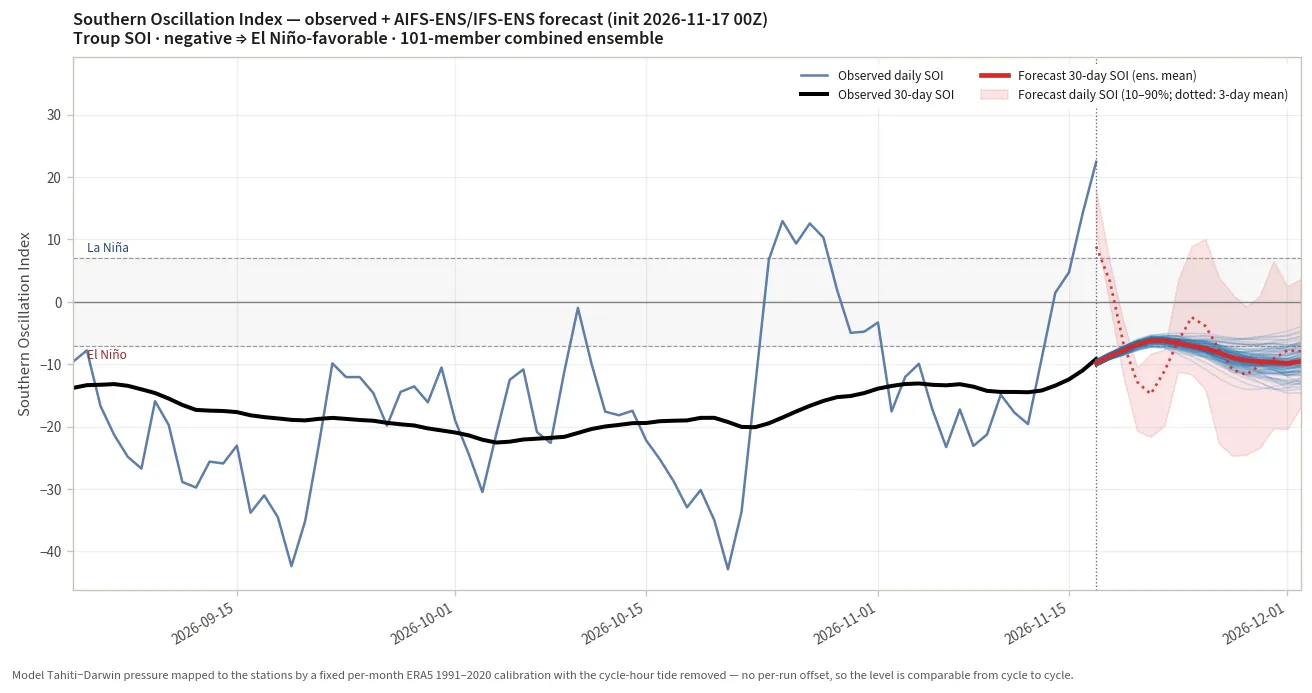 Southern Oscillation Index — observed + AIFS-ENS/IFS-ENS forecast (init 2026-11-17 00Z)
Troup SOI · negative ⇒ El Niño-favorable · 101-member combined ensemble
Observed daily SOI
Observed 30-day SOI
Forecast 30-day SOI (ens. mean)
Forecast daily SOI (10–90%; dotted: 3-day mean)
Southern Oscillation Index
30
20
10
0
−10
−20
−30
−40
La Niña
El Niño
2026-09-15
2026-10-01
2026-10-15
2026-11-01
2026-11-15
2026-12-01
Model Tahiti−Darwin pressure mapped to the stations by a fixed per-month ERA5 1991–2020 calibration with the cycle-hour tide removed — no per-run offset, so the level is comparable from cycle to cycle.